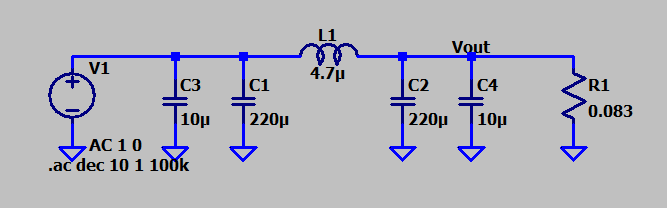 L1
Vout
V1
C3
C1
4.7µ
C2
C4
R1
10µ
220µ
220µ
10µ
0.083
AC 1 0
.ac dec 10 1 100k